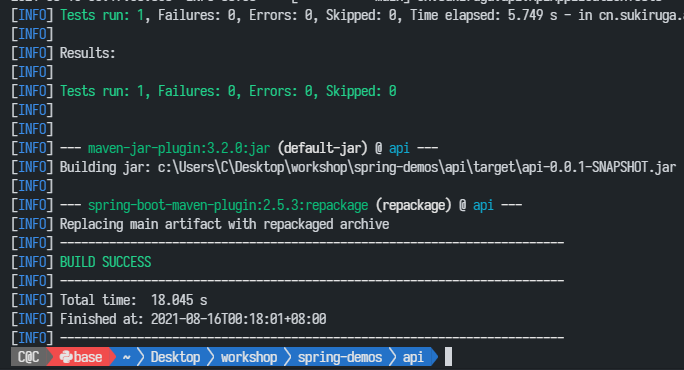 [INFO] Tests run: 1, Failures: 0, Errors: 0, Skipped: 0, Time elapsed: 5.749 s - in cn.sukiruga.a
[INFO]
[INFO] Results:
[INFO]
[INFO] Tests run: 1, Failures: 0, Errors: 0, Skipped: 0
[INFO]
[INFO]
[INFO] --- maven-jar-plugin:3.2.0:jar (default-jar) @ api ---
[INFO] Building jar: c:\Users\C\Desktop\workshop\spring-demos\api\target\api-0.0.1-SNAPSHOT.jar
[INFO]
[INFO] --- spring-boot-maven-plugin:2.5.3:repackage (repackage) @ api ---
[INFO] Replacing main artifact with repackaged archive
[INFO] ------------------------------------------------------------------------
[INFO] BUILD SUCCESS
[INFO] ------------------------------------------------------------------------
[INFO] Total time:  18.045 s
[INFO] Finished at: 2021-08-16T00:18:01+08:00
[INFO] ------------------------------------------------------------------------
C@C base ~ Desktop workshop spring-demos api